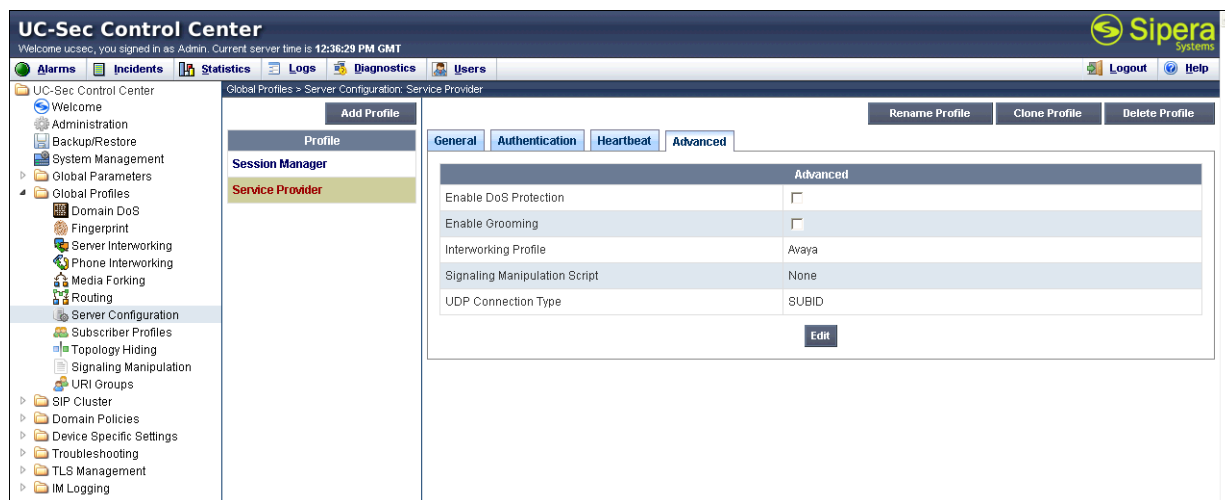 UC-Sec Control Center
Welcome ucsec, you signed in as Admin. Current server time is 12:36:29 PM GMT
Sipera
Systems
Alarms Incidents Statistics Logs Diagnostics Users Logout Help
UC-Sec Control Center
Welcome
Administration
Backup/Restore
System Management
Global Parameters
Global Profiles
Domain DoS
Fingerprint
Server Interworking
Phone Interworking
Media Forking
Routing
Server Configuration
Subscriber Profiles
Topology Hiding
Signaling Manipulation
URI Groups
SIP Cluster
Domain Policies
Device Specific Settings
Troubleshooting
TLS Management
IM Logging
Global Profiles > Server Configuration: Service Provider
Add Profile
Profile
Session Manager
Service Provider
Rename Profile Clone Profile Delete Profile
General Authentication Heartbeat Advanced
Advanced
Enable DoS Protection
Enable Grooming
Interworking Profile Avaya
Signaling Manipulation Script None
UDP Connection Type SUBID
Edit